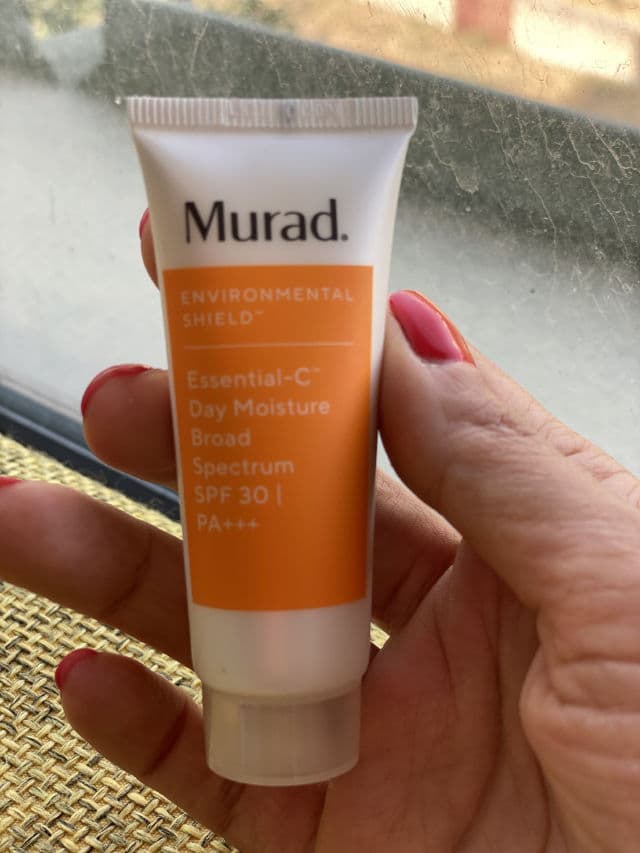 Murad.
ENVIRONMENTAL
SHIELD™
Essential-C™
Day Moisture
Broad
Spectrum
SPF 30 |
PA+++